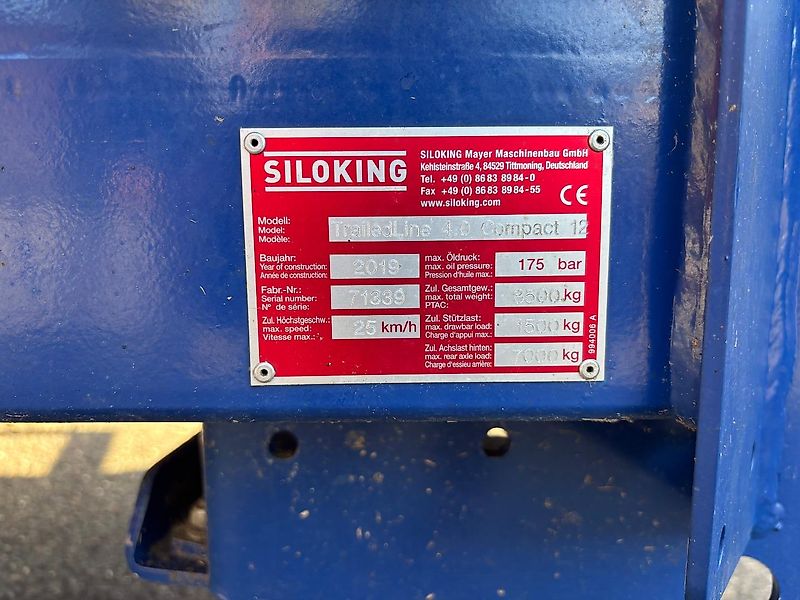 SILOKING
SILOKING Mayer Maschinenbau GmbH
Kehlsteinstraße 4, 84529 Tittmoning, Deutschland
Tel. +49 (0) 86 83 89 84-0
Fax +49 (0) 86 83 89 84-55
www.siloking.com
CE
Modell:
Model:
Modèle:
TrailedLine 4.0 Compact 12
Baujahr:
Year of construction:
Année de construction:
2019
max. Öldruck:
max. oil pressure:
Pression d'huile max.:
175 bar
Fabr.-Nr.:
Serial number:
N° de série:
71339
Zul. Gesamtgew.:
max. total weight:
PTAC:
8500 kg
Zul. Höchstgeschw.:
max. speed:
Vitesse max.:
25 km/h
Zul. Stützlast:
max. drawbar load:
Charge d'appui max.:
1500 kg
Zul. Achslast hinten:
max. rear axle load:
Charge d'essieu arrière:
7000 kg
994006 A